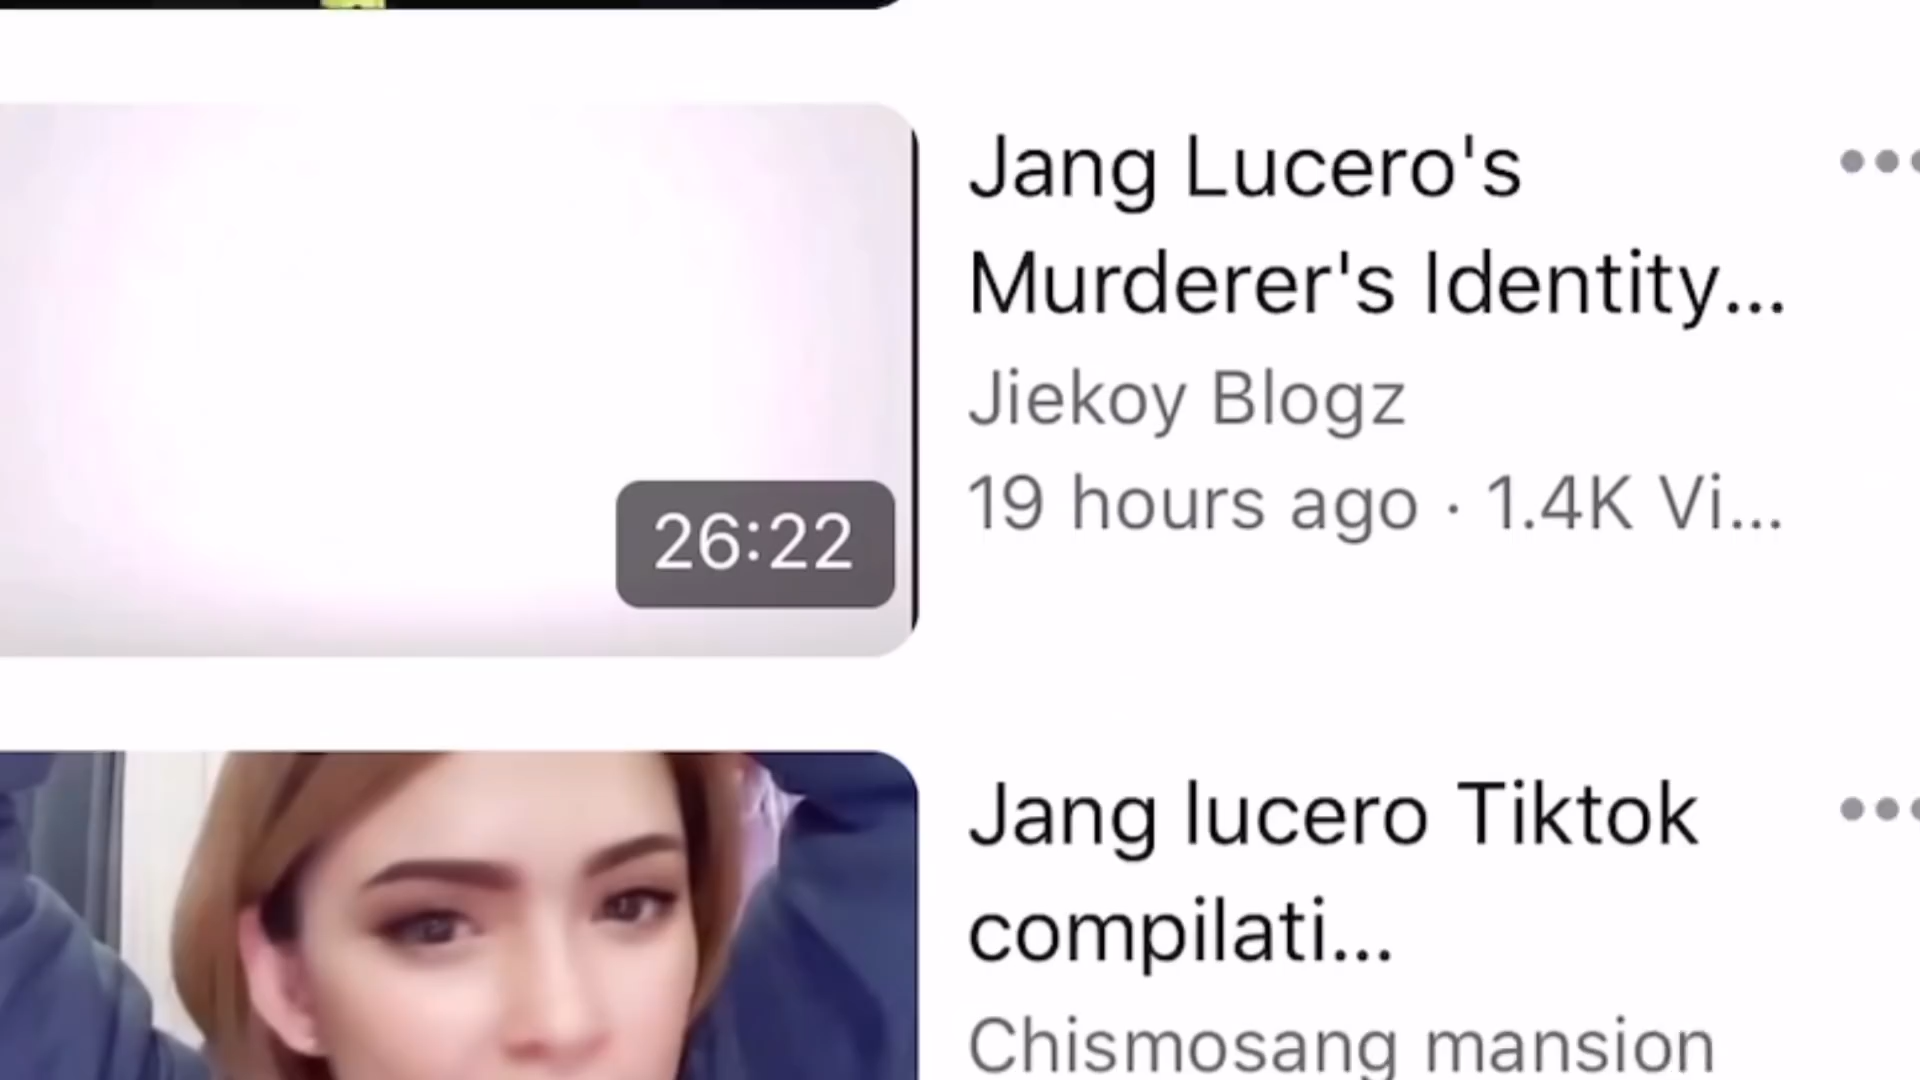 Jang Lucero's
Murderer's Identity...
Jiekoy Blogz
19 hours ago · 1.4K Vi...
26:22
Jang lucero Tiktok
compilati...
Chismosang mansion